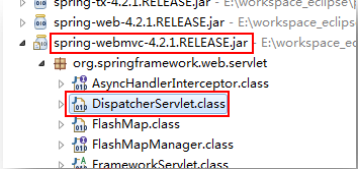 spring-tx-4.2.1.RELEASE.jar - E:\workspace_eclipse\
spring-web-4.2.1.RELEASE.jar - E:\workspace_eclipse
spring-webmvc-4.2.1.RELEASE.jar - E:\workspace_ec
org.springframework.web.servlet
AsyncHandlerInterceptor.class
DispatcherServlet.class
FlashMap.class
FlashMapManager.class
FrameworkServlet.class